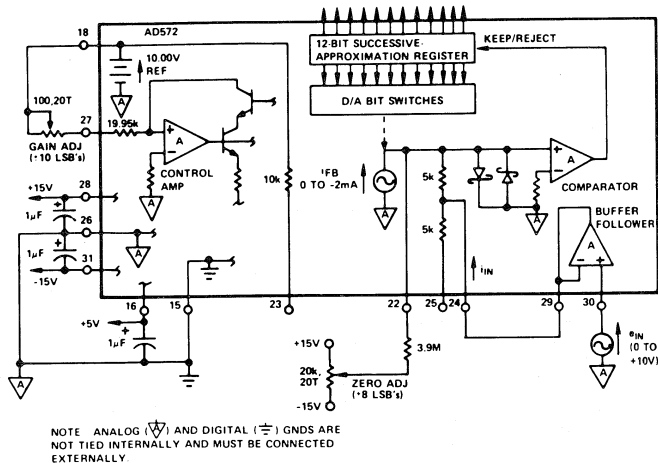 18
AD572
12-BIT SUCCESSIVE-
APPROXIMATION REGISTER
KEEP/REJECT
10.00V
REF
A
D/A BIT SWITCHES
100,20T
27
19.95k
+
A
−
GAIN ADJ
(±10 LSB's)
CONTROL
AMP
A
10k
IFB
0 TO -2mA
A
5k
5k
+
A
−
COMPARATOR
A
BUFFER
FOLLOWER
A
−
+
+15V
28
+
1μF
26
A
+
1μF
31
-15V
iIN
16
15
23
22
25
24
29
30
+5V
+
1μF
A
3.9M
+15V
20k,
20T
ZERO ADJ
(±8 LSB's)
-15V
eIN
(0 TO
+10V)
A
NOTE ANALOG (A) AND DIGITAL ( ) GNDS ARE
NOT TIED INTERNALLY AND MUST BE CONNECTED
EXTERNALLY.